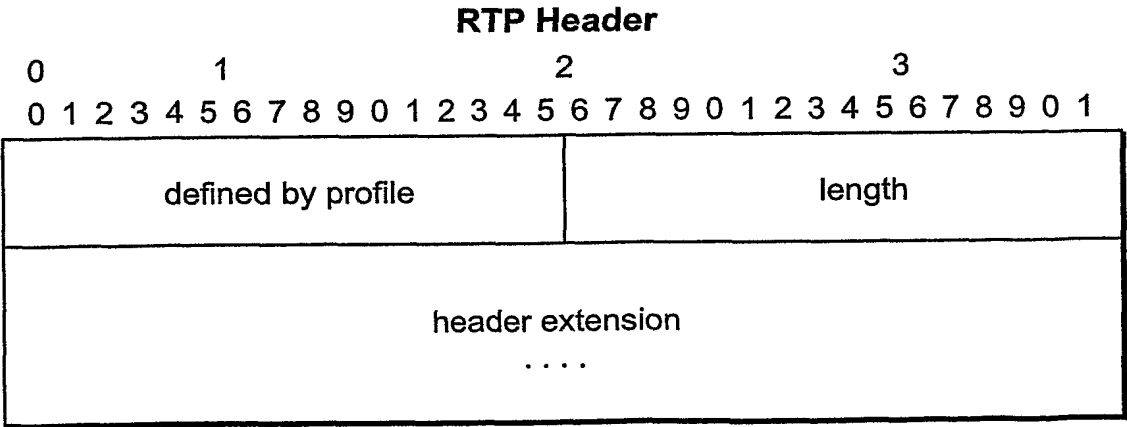 RTP Header
0 1 2 3
0 1 2 3 4 5 6 7 8 9 0 1 2 3 4 5 6 7 8 9 0 1 2 3 4 5 6 7 8 9 0 1
defined by profile length
header extension
. . . .